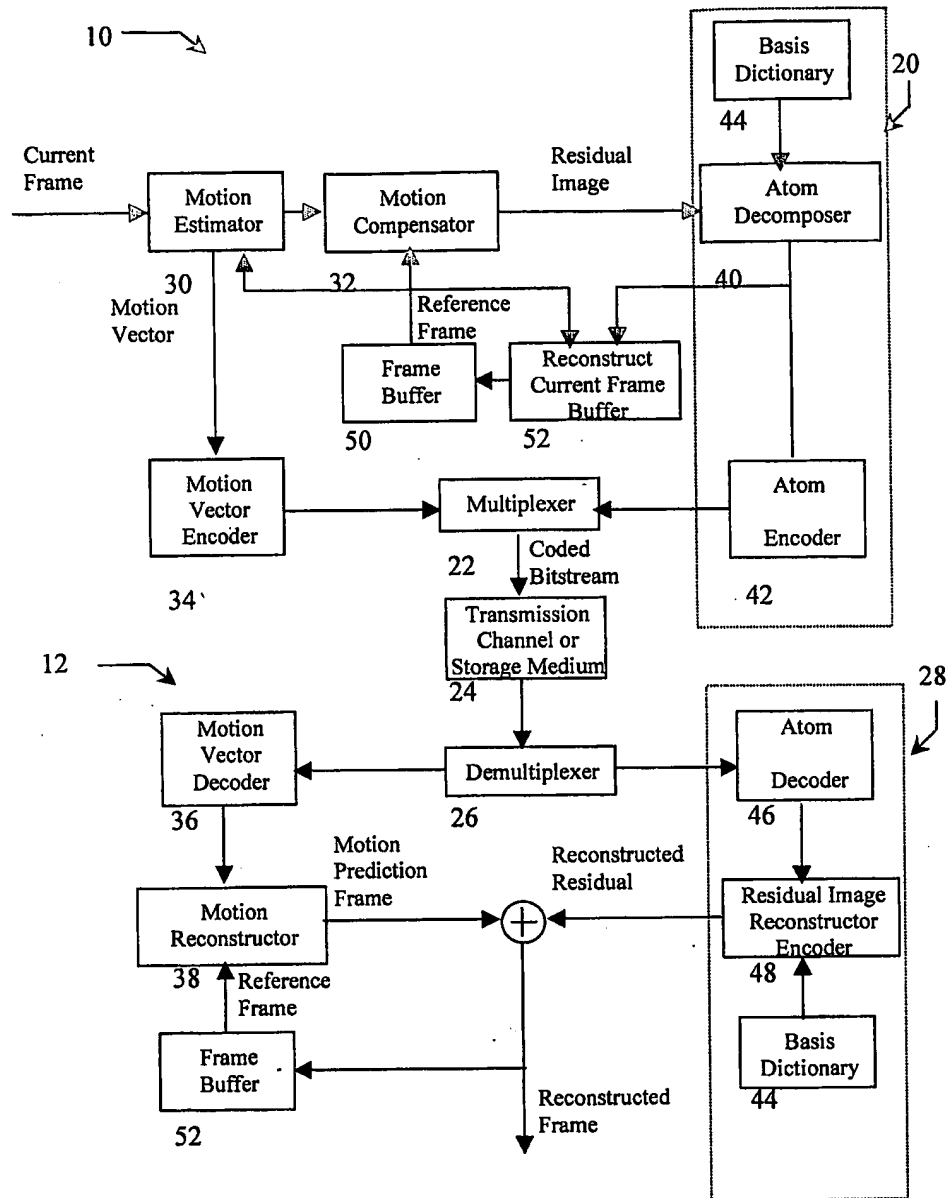 10
Basis
Dictionary
20
44
Current
Frame
Residual
Image
Motion
Estimator
Motion
Compensator
Atom
Decomposer
30
32
40
Motion
Vector
Reference
Frame
Frame
Buffer
Reconstruct
Current Frame
Buffer
50
52
Motion
Vector
Encoder
Multiplexer
Atom
Encoder
22
Coded
Bitstream
34
42
Transmission
Channel or
Storage Medium
24
12
28
Motion
Vector
Decoder
Demultiplexer
Atom
Decoder
36
26
46
Motion
Prediction
Frame
Reconstructed
Residual
Motion
Reconstructor
+
Residual Image
Reconstructor
Encoder
38
Reference
Frame
48
Frame
Buffer
Basis
Dictionary
44
52
Reconstructed
Frame